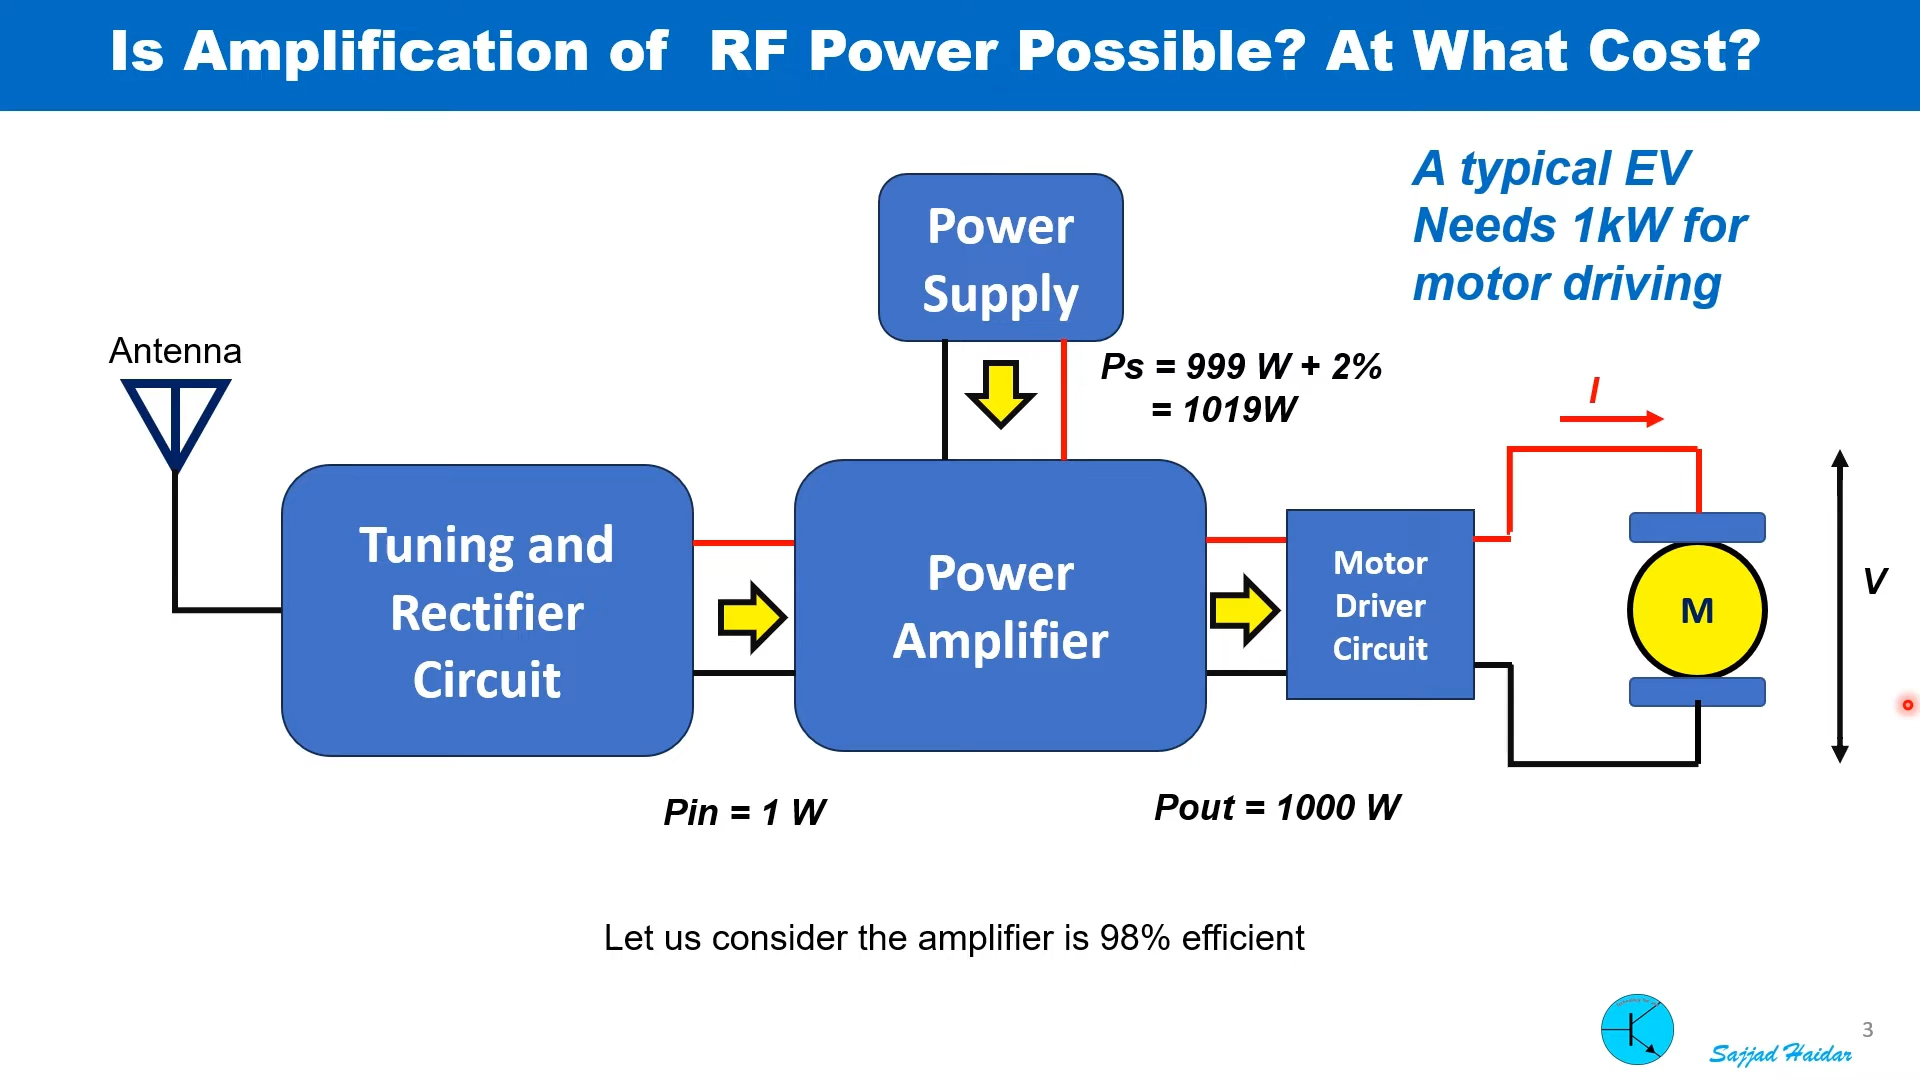 Is Amplification of RF Power Possible? At What Cost?
A typical EV
Needs 1kW for
motor driving
Power
Supply
Antenna
Ps = 999 W + 2%
= 1019W
I
Tuning and
Rectifier
Circuit
Power
Amplifier
Motor
Driver
Circuit
M
V
Pin = 1 W
Pout = 1000 W
Let us consider the amplifier is 98% efficient
Sajjad Haidar
3